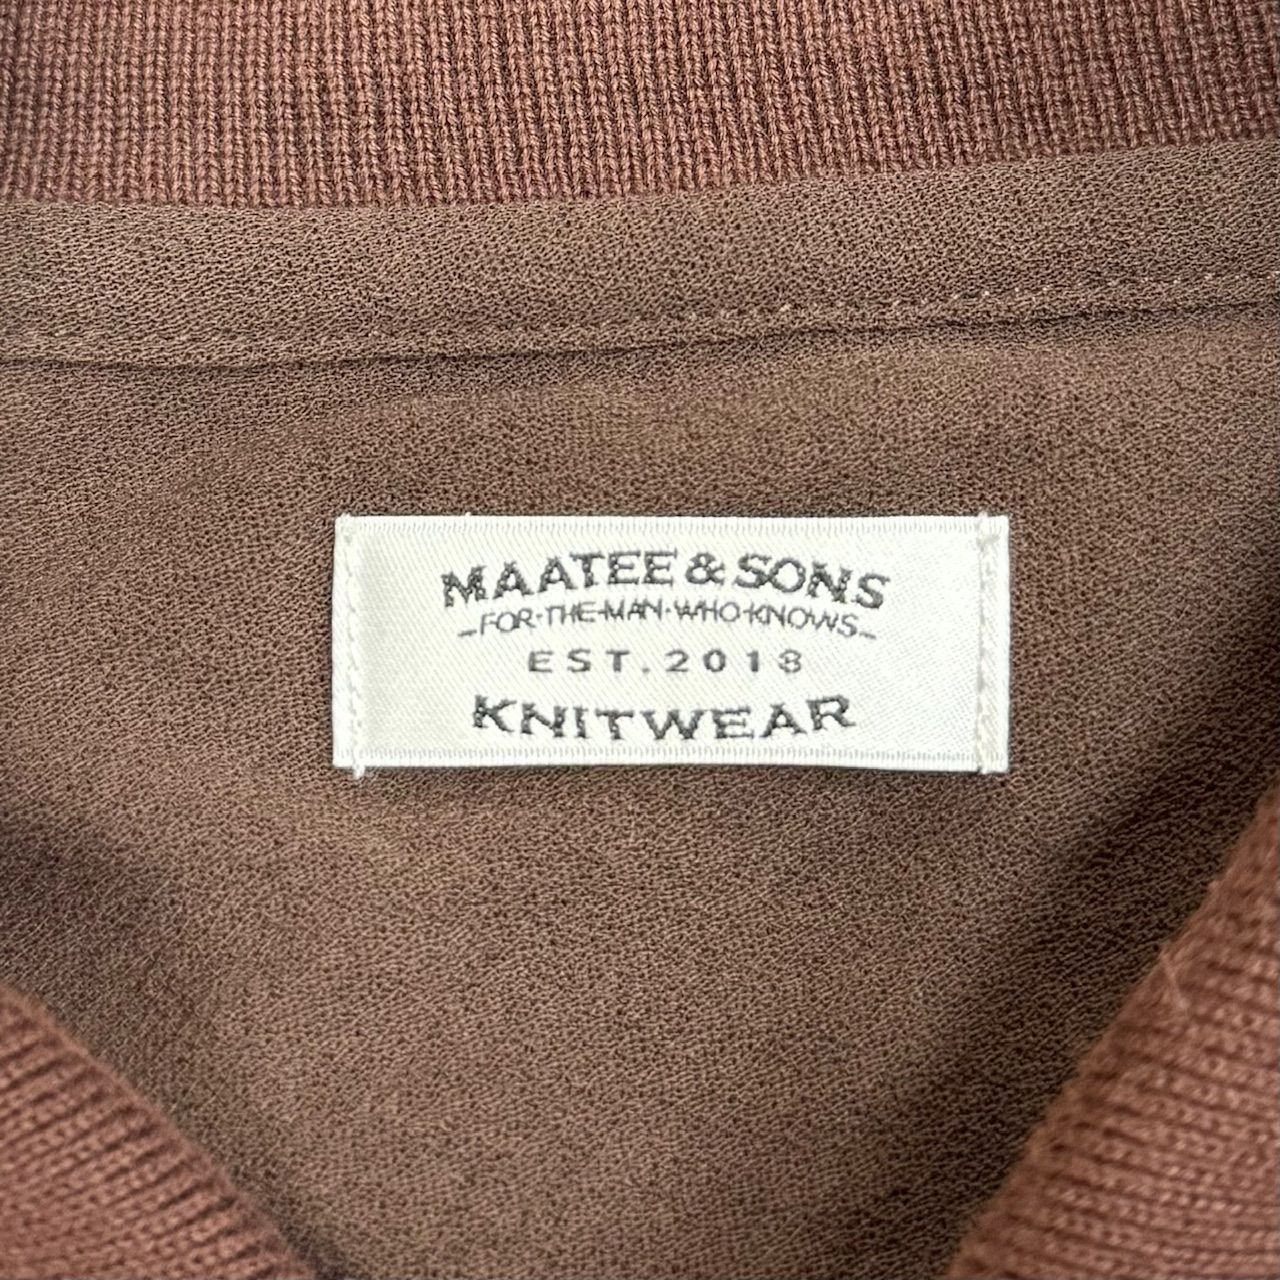 MAATEE & SONS
FOR·THE·MAN·WHO·KNOWS
EST.2018
KNITWEAR